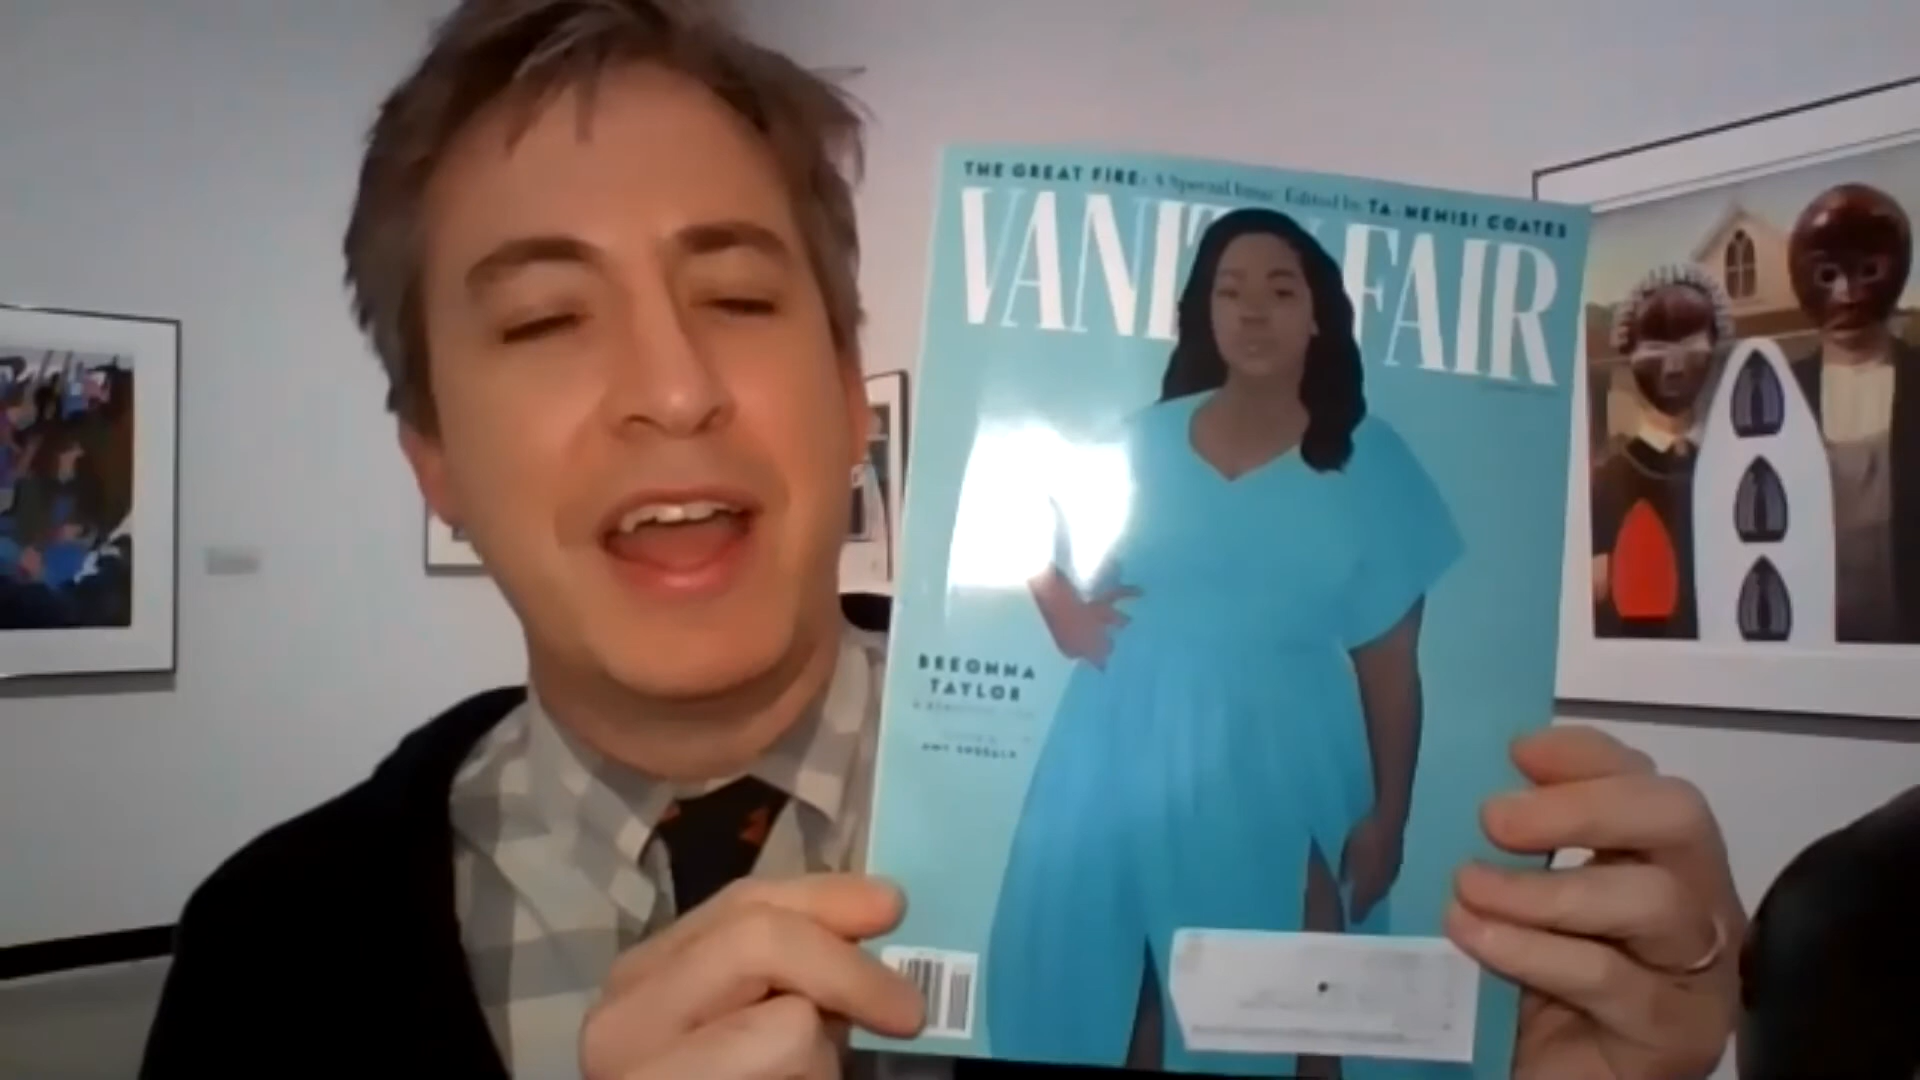 THE GREAT FIRE: A Special Issue Edited by TA-NEHISI COATES
VANITY FAIR
BREONNA
TAYLOR
AMY SHERALD